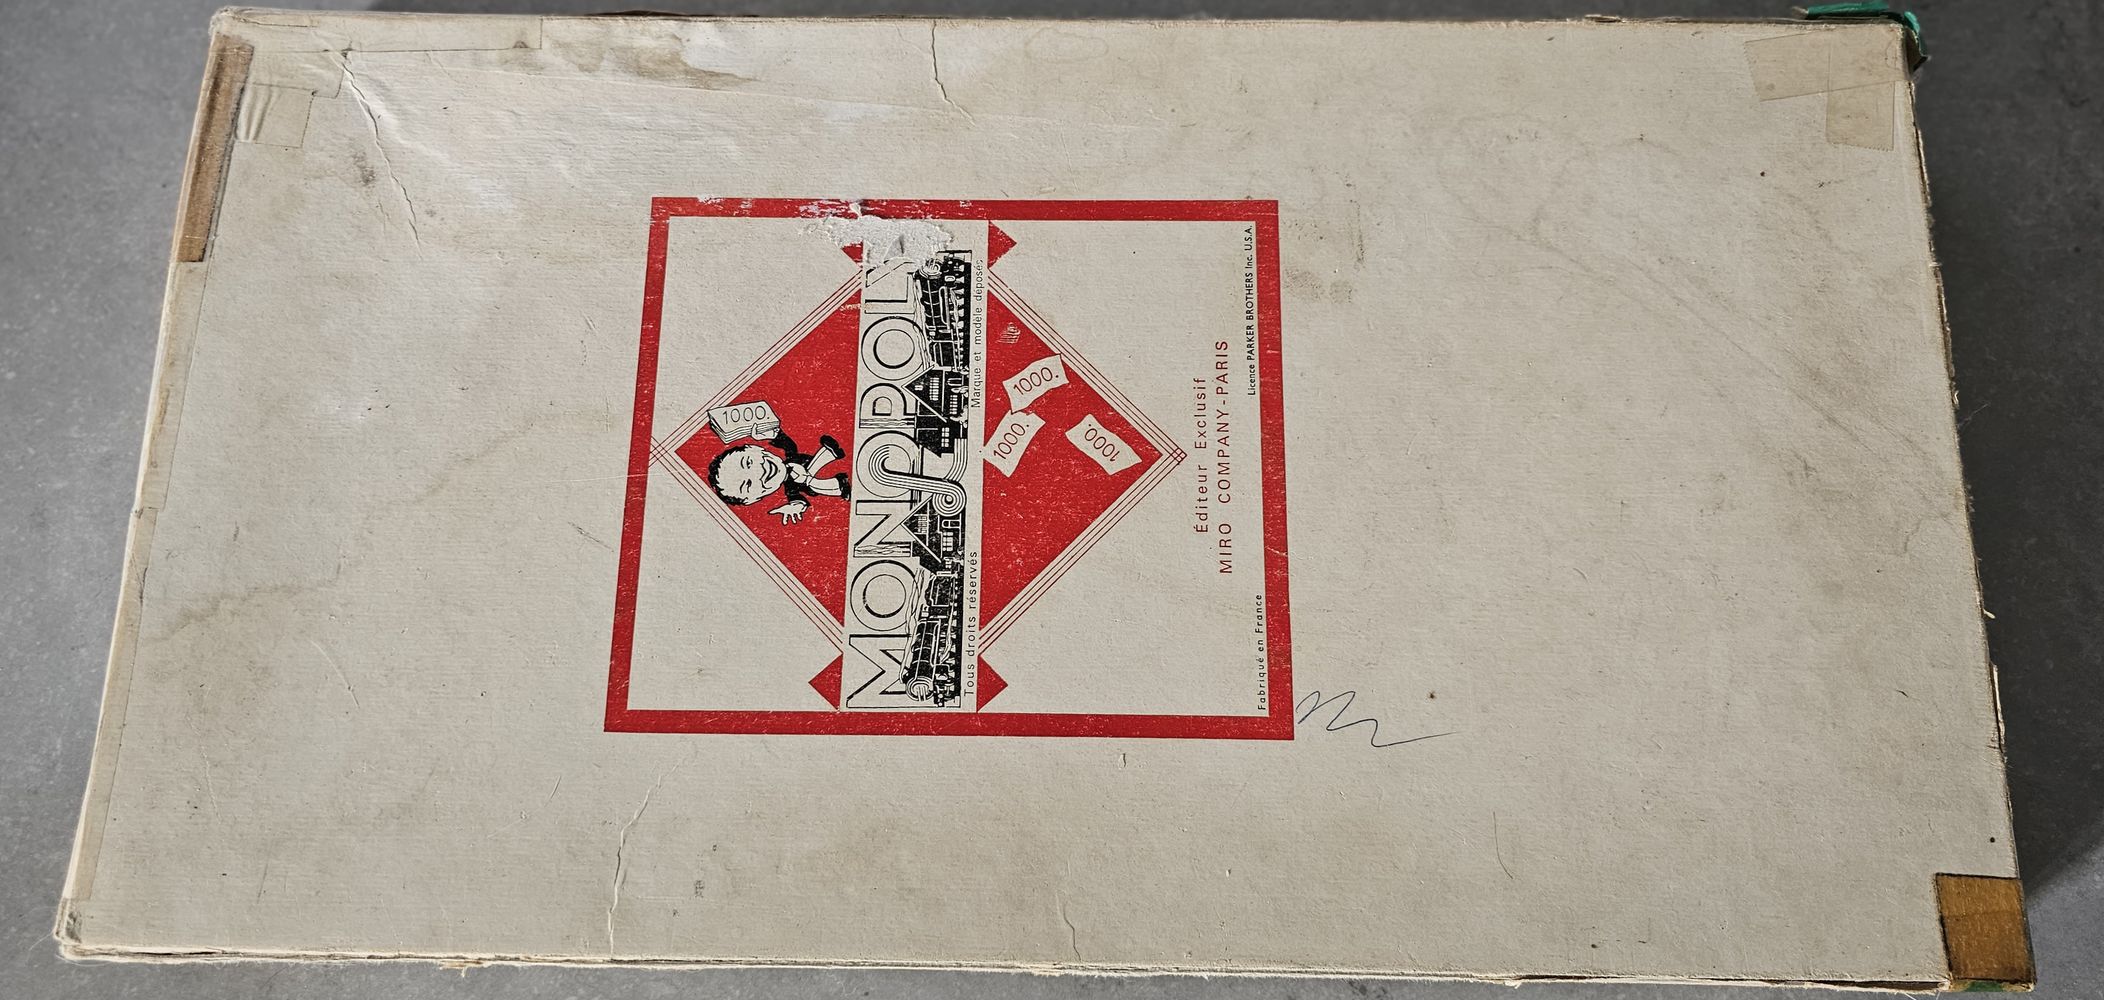 1000.
MONOPOLY
Tous droits réservés Marque et modèle déposés
1000.
1000.
1000.
Éditeur Exclusif
MIRO COMPANY - PARIS
Fabriqué en France Licence PARKER BROTHERS Inc. U.S.A.